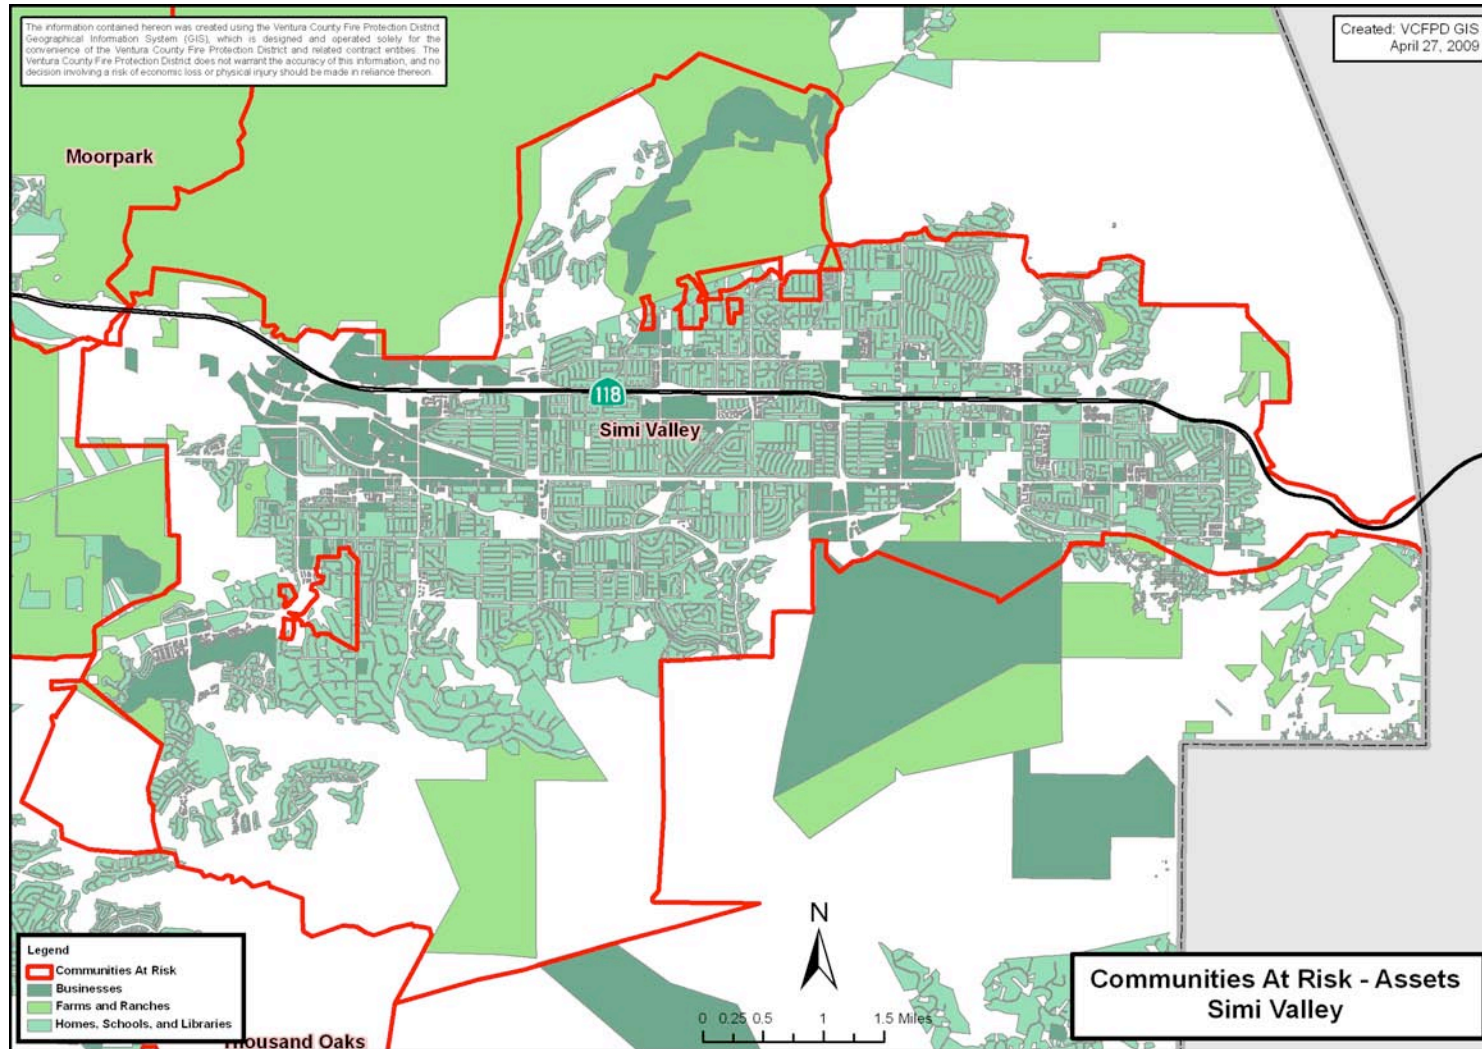 The information contained hereon was created using the Ventura County Fire Protection District
Geographical Information System (GIS), which is designed and operated solely for the
convenience of the Ventura County Fire Protection District and related contract entities. The
Ventura County Fire Protection District does not warrant the accuracy of this information, and no
decision involving a risk of economic loss or physical injury should be made in reliance thereon.
Created: VCFPD GIS
April 27, 2009
Moorpark
118
Simi Valley
N
0 0.25 0.5 1 1.5 Miles
Legend
Communities At Risk
Businesses
Farms and Ranches
Homes, Schools, and Libraries
Thousand Oaks
Communities At Risk - Assets
Simi Valley